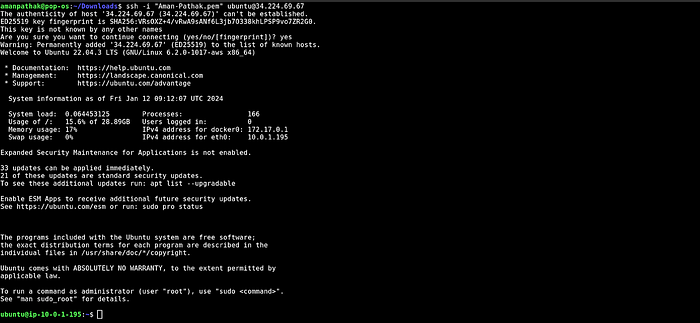 amanpathak@pop-os:~/Downloads$ ssh -i "Aman-Pathak.pem" ubuntu@34.224.69.67
The authenticity of host '34.224.69.67 (34.224.69.67)' can't be established.
ED25519 key fingerprint is SHA256:VRsOXZ+4/vRwA9sANf6L3jb7O338khLPSP9vo7ZR2G0.
This key is not known by any other names
Are you sure you want to continue connecting (yes/no/[fingerprint])? yes
Warning: Permanently added '34.224.69.67' (ED25519) to the list of known hosts.
Welcome to Ubuntu 22.04.3 LTS (GNU/Linux 6.2.0-1017-aws x86_64)
* Documentation: https://help.ubuntu.com
* Management: https://landscape.canonical.com
* Support: https://ubuntu.com/advantage
System information as of Fri Jan 12 09:12:07 UTC 2024
System load: 0.064453125 Processes: 166
Usage of /: 15.6% of 28.89GB Users logged in: 0
Memory usage: 17% IPv4 address for docker0: 172.17.0.1
Swap usage: 0% IPv4 address for eth0: 10.0.1.195
Expanded Security Maintenance for Applications is not enabled.
33 updates can be applied immediately.
21 of these updates are standard security updates.
To see these additional updates run: apt list --upgradable
Enable ESM Apps to receive additional future security updates.
See https://ubuntu.com/esm or run: sudo pro status
The programs included with the Ubuntu system are free software;
the exact distribution terms for each program are described in the
individual files in /usr/share/doc/*/copyright.
Ubuntu comes with ABSOLUTELY NO WARRANTY, to the extent permitted by
applicable law.
To run a command as administrator (user "root"), use "sudo <command>".
See "man sudo_root" for details.
ubuntu@ip-10-0-1-195:~$